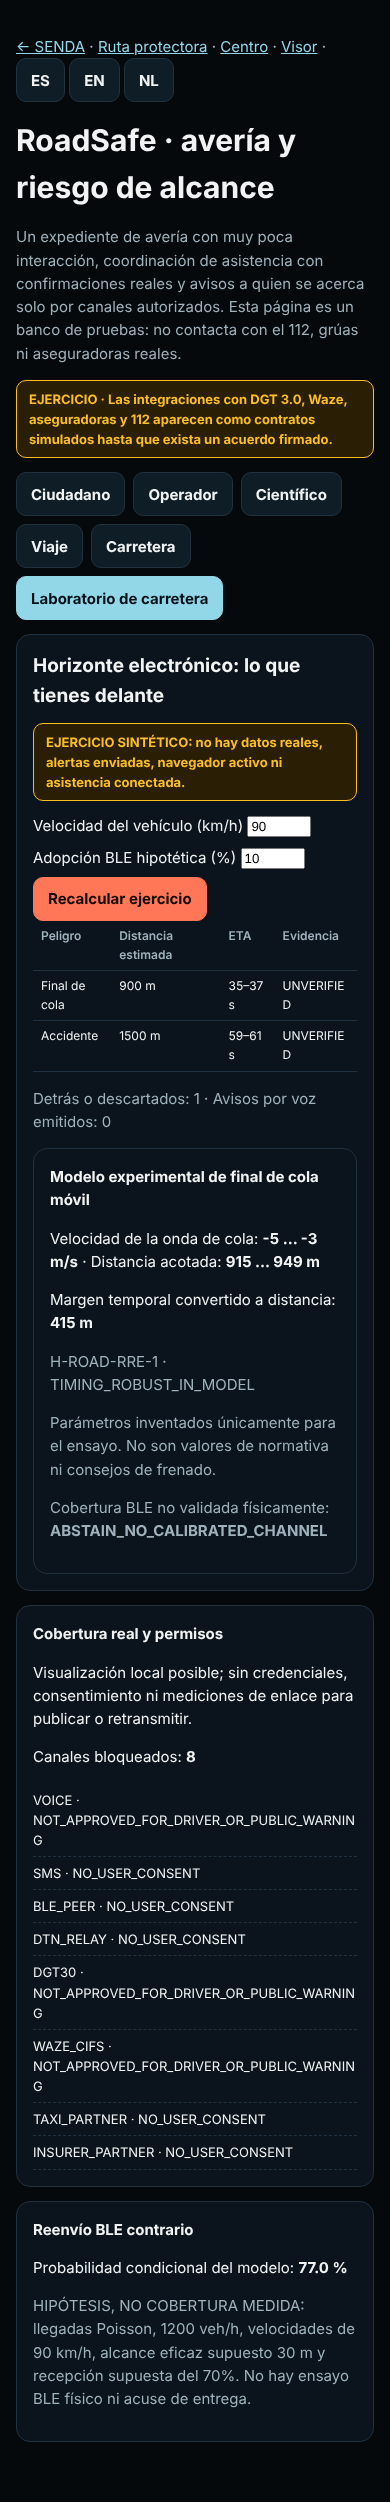 ← SENDA · Ruta protectora · Centro · Visor ·
ES EN NL
RoadSafe · avería y
riesgo de alcance
Un expediente de avería con muy poca
interacción, coordinación de asistencia con
confirmaciones reales y avisos a quien se acerca
solo por canales autorizados. Esta página es un
banco de pruebas: no contacta con el 112, grúas
ni aseguradoras reales.
EJERCICIO · Las integraciones con DGT 3.0, Waze,
aseguradoras y 112 aparecen como contratos
simulados hasta que exista un acuerdo firmado.
Ciudadano Operador Científico
Viaje Carretera
Laboratorio de carretera
Horizonte electrónico: lo que
tienes delante
EJERCICIO SINTÉTICO: no hay datos reales,
alertas enviadas, navegador activo ni
asistencia conectada.
Velocidad del vehículo (km/h) 90
Adopción BLE hipotética (%) 10
Recalcular ejercicio
Peligro Distancia ETA Evidencia
estimada
Final de 900 m 35–37 UNVERIFIE
cola s D
Accidente 1500 m 59–61 UNVERIFIE
s D
Detrás o descartados: 1 · Avisos por voz
emitidos: 0
Modelo experimental de final de cola
móvil
Velocidad de la onda de cola: -5 … -3
m/s · Distancia acotada: 915 … 949 m
Margen temporal convertido a distancia:
415 m
H-ROAD-RRE-1 ·
TIMING_ROBUST_IN_MODEL
Parámetros inventados únicamente para
el ensayo. No son valores de normativa
ni consejos de frenado.
Cobertura BLE no validada físicamente:
ABSTAIN_NO_CALIBRATED_CHANNEL
Cobertura real y permisos
Visualización local posible; sin credenciales,
consentimiento ni mediciones de enlace para
publicar o retransmitir.
Canales bloqueados: 8
VOICE ·
NOT_APPROVED_FOR_DRIVER_OR_PUBLIC_WARNIN
G
SMS · NO_USER_CONSENT
BLE_PEER · NO_USER_CONSENT
DTN_RELAY · NO_USER_CONSENT
DGT30 ·
NOT_APPROVED_FOR_DRIVER_OR_PUBLIC_WARNIN
G
WAZE_CIFS ·
NOT_APPROVED_FOR_DRIVER_OR_PUBLIC_WARNIN
G
TAXI_PARTNER · NO_USER_CONSENT
INSURER_PARTNER · NO_USER_CONSENT
Reenvío BLE contrario
Probabilidad condicional del modelo: 77.0 %
HIPÓTESIS, NO COBERTURA MEDIDA:
llegadas Poisson, 1200 veh/h, velocidades de
90 km/h, alcance eficaz supuesto 30 m y
recepción supuesta del 70%. No hay ensayo
BLE físico ni acuse de entrega.